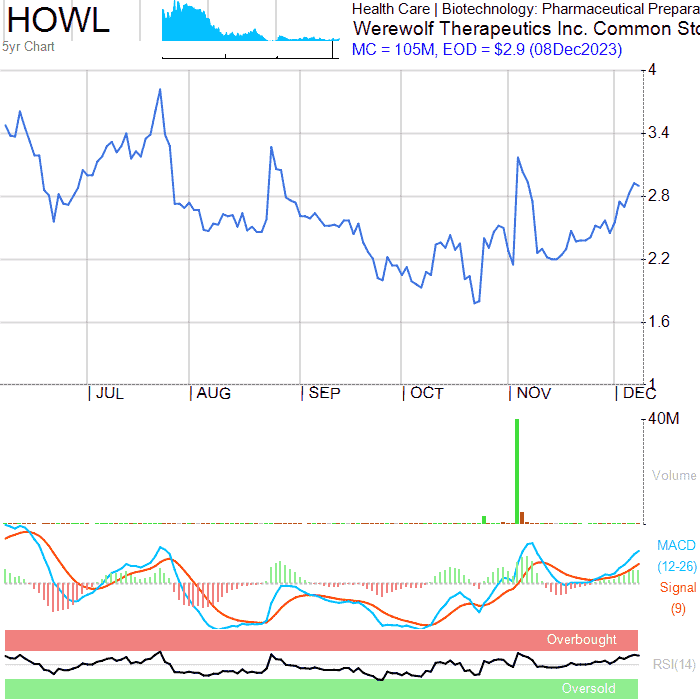 HOWL
5yr Chart
Health Care | Biotechnology: Pharmaceutical Prepara
Werewolf Therapeutics Inc. Common Sto
MC = 105M, EOD = $2.9 (08Dec2023)
4
3.4
2.8
2.2
1.6
1
JUL AUG SEP OCT NOV DEC
40M
Volume
MACD
(12-26)
Signal
(9)
Overbought
RSI(14)
Oversold